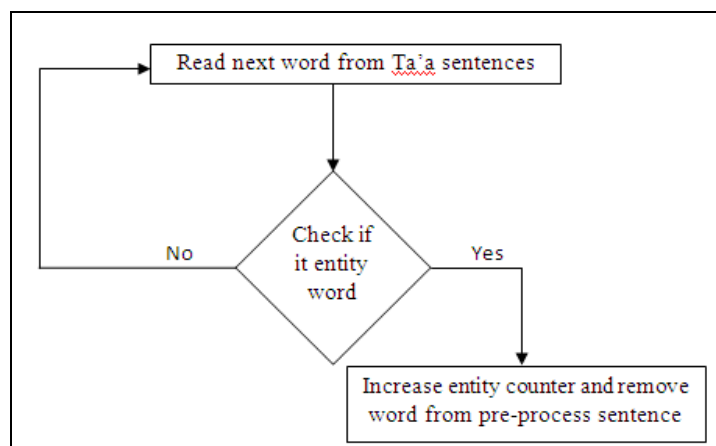 Read next word from Ta’a sentences
Check if
it entity
word
No
Yes
Increase entity counter and remove
word from pre-process sentence